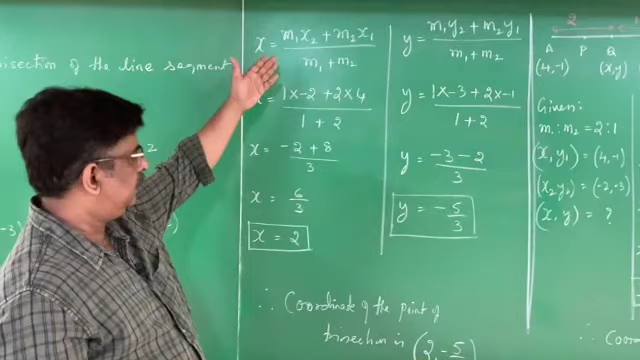 bisection of the line segment
x = m₁x₂ + m₂x₁ / m₁ + m₂
x = 1 × -2 + 2 × 4 / 1 + 2
x = -2 + 8 / 3
x = 6 / 3
x = 2
∴ Coordinate of the point of
trisection is (2, -5
y = m₁y₂ + m₂y₁ / m₁ + m₂
y = 1 × -3 + 2 × -1 / 1 + 2
y = -3 - 2 / 3
y = - 5 / 3
2
A P Q
(4, -1) (x, y)
Given:
m₁ : m₂ = 2 : 1
(x, y₁) = (4, -1)
(x₂ y₂) = (-2, -3)
(x, y) = ?
∴ Coor